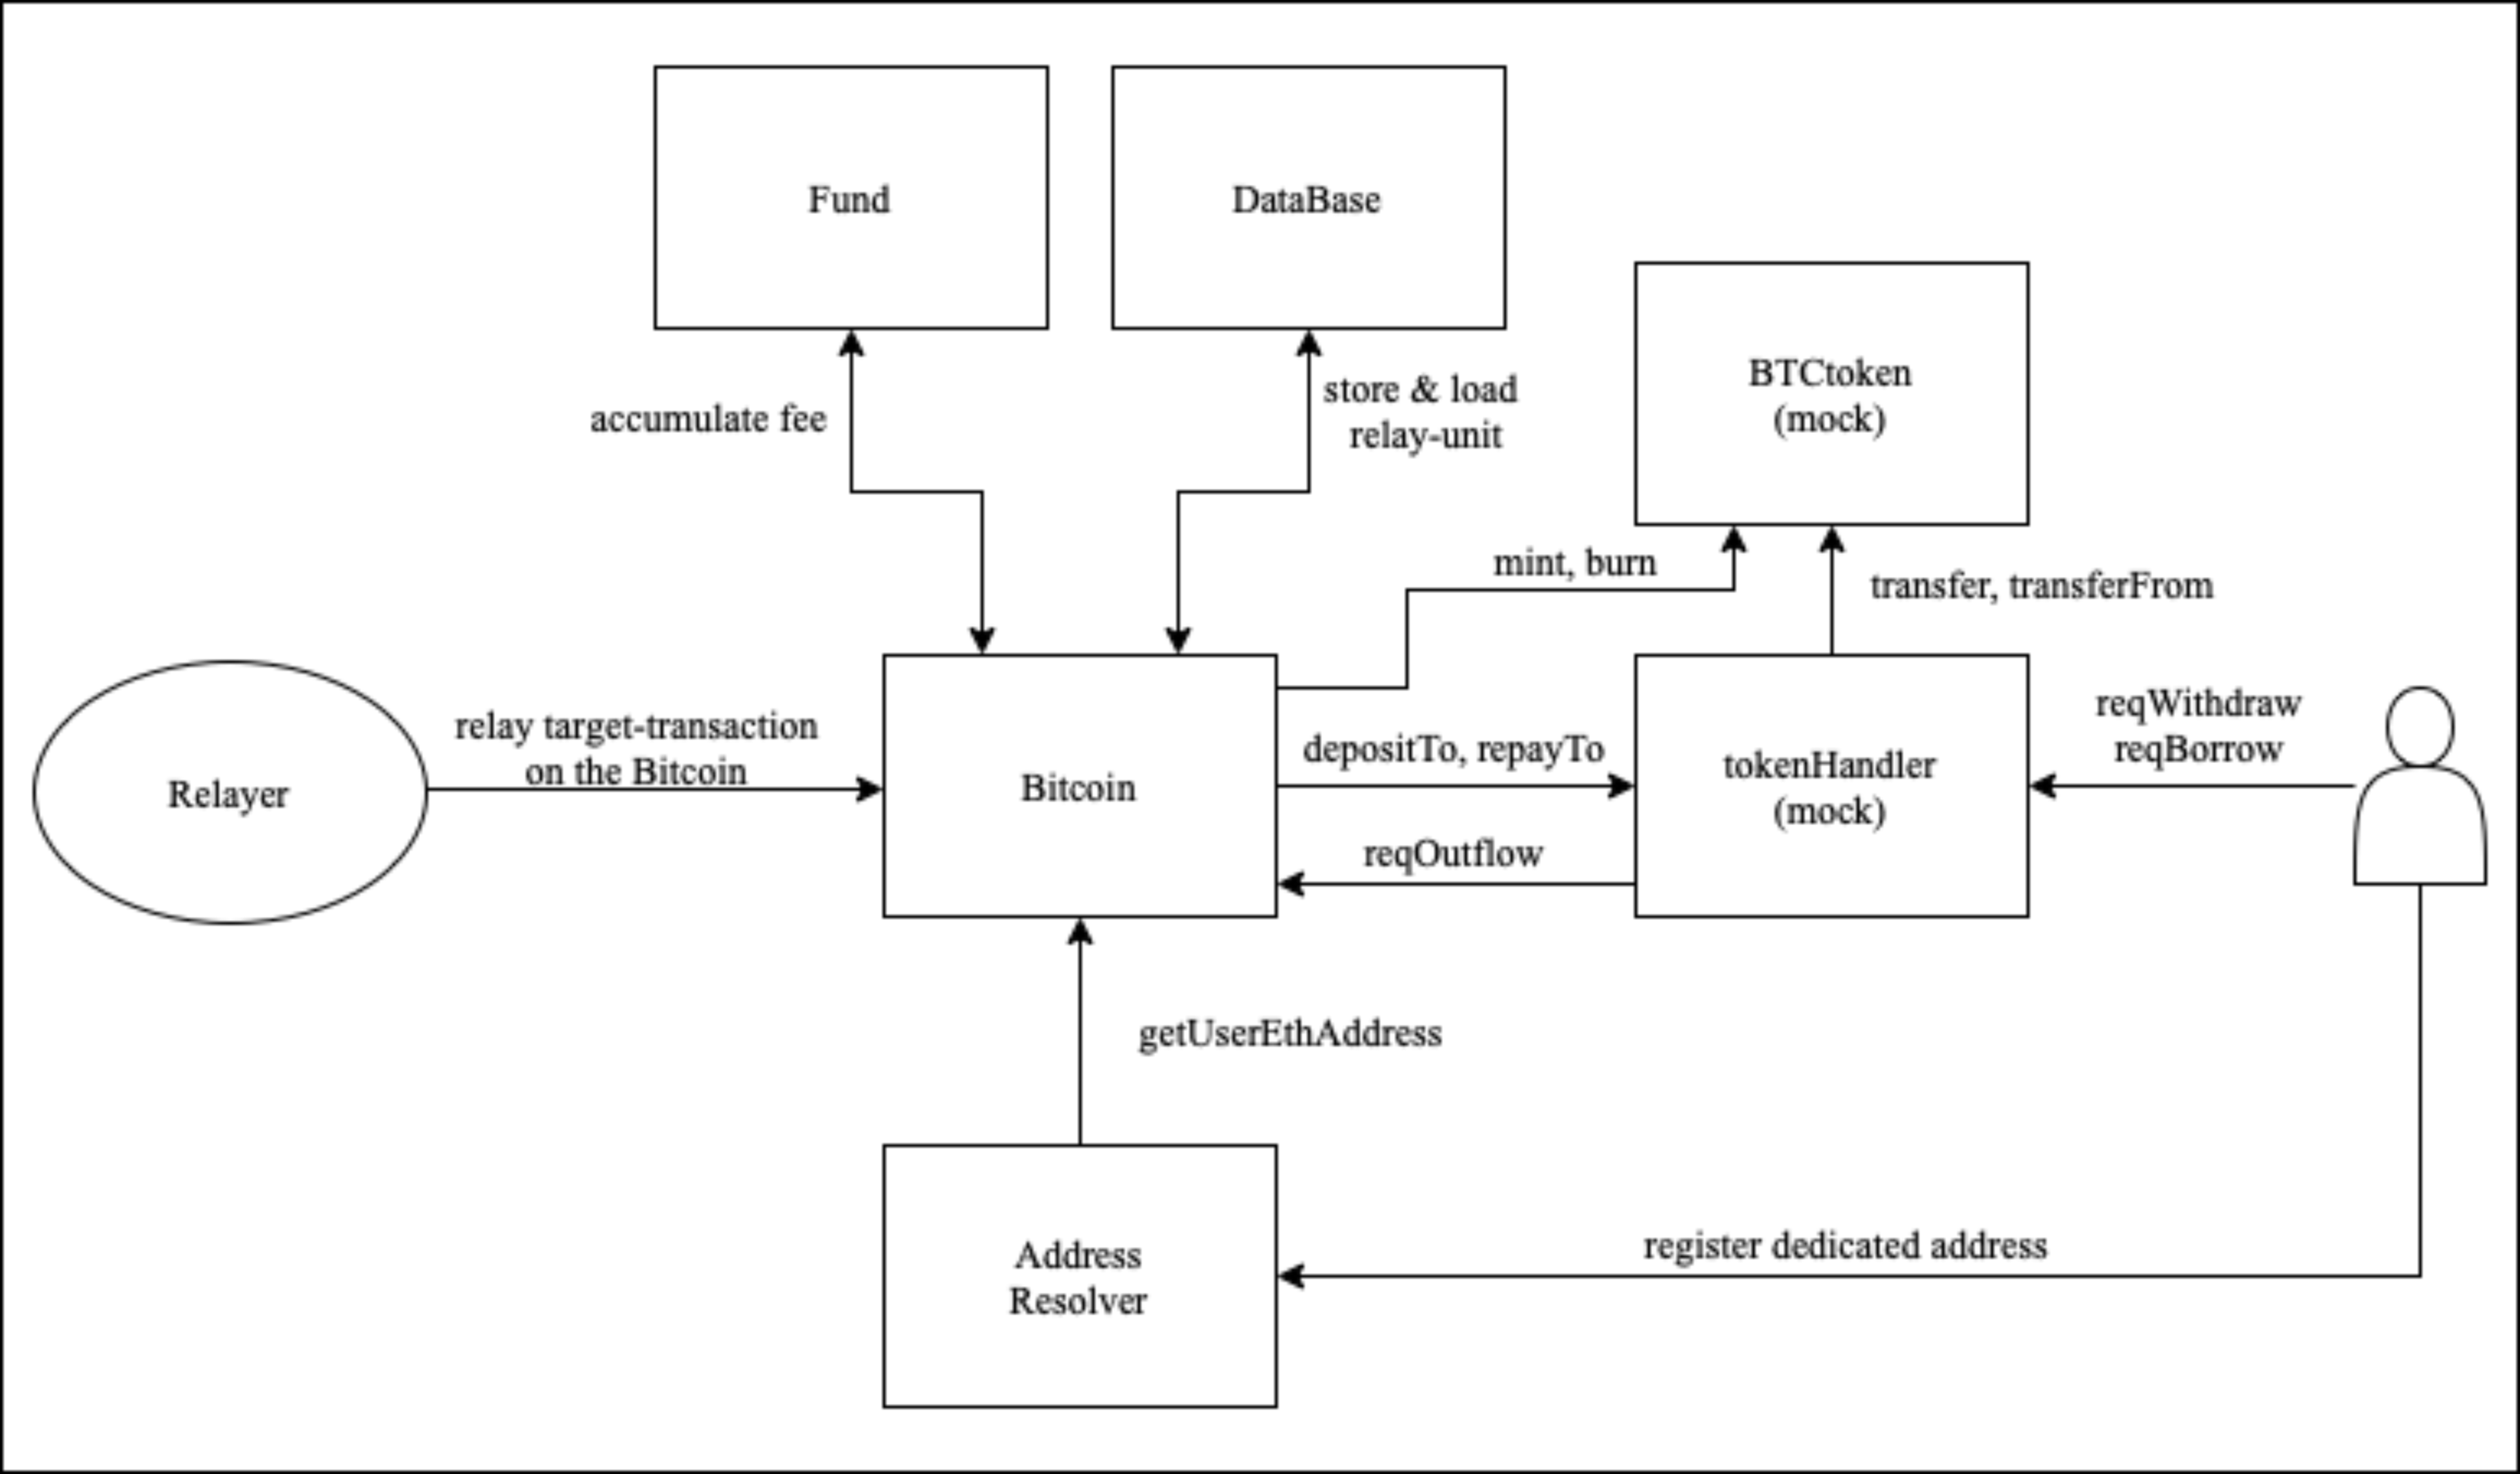 Fund
DataBase
accumulate fee
store & load
relay-unit
BTCtoken
(mock)
mint, burn
transfer, transferFrom
Relayer
relay target-transaction
on the Bitcoin
Bitcoin
depositTo, repayTo
reqOutflow
tokenHandler
(mock)
reqWithdraw
reqBorrow
getUserEthAddress
Address
Resolver
register dedicated address